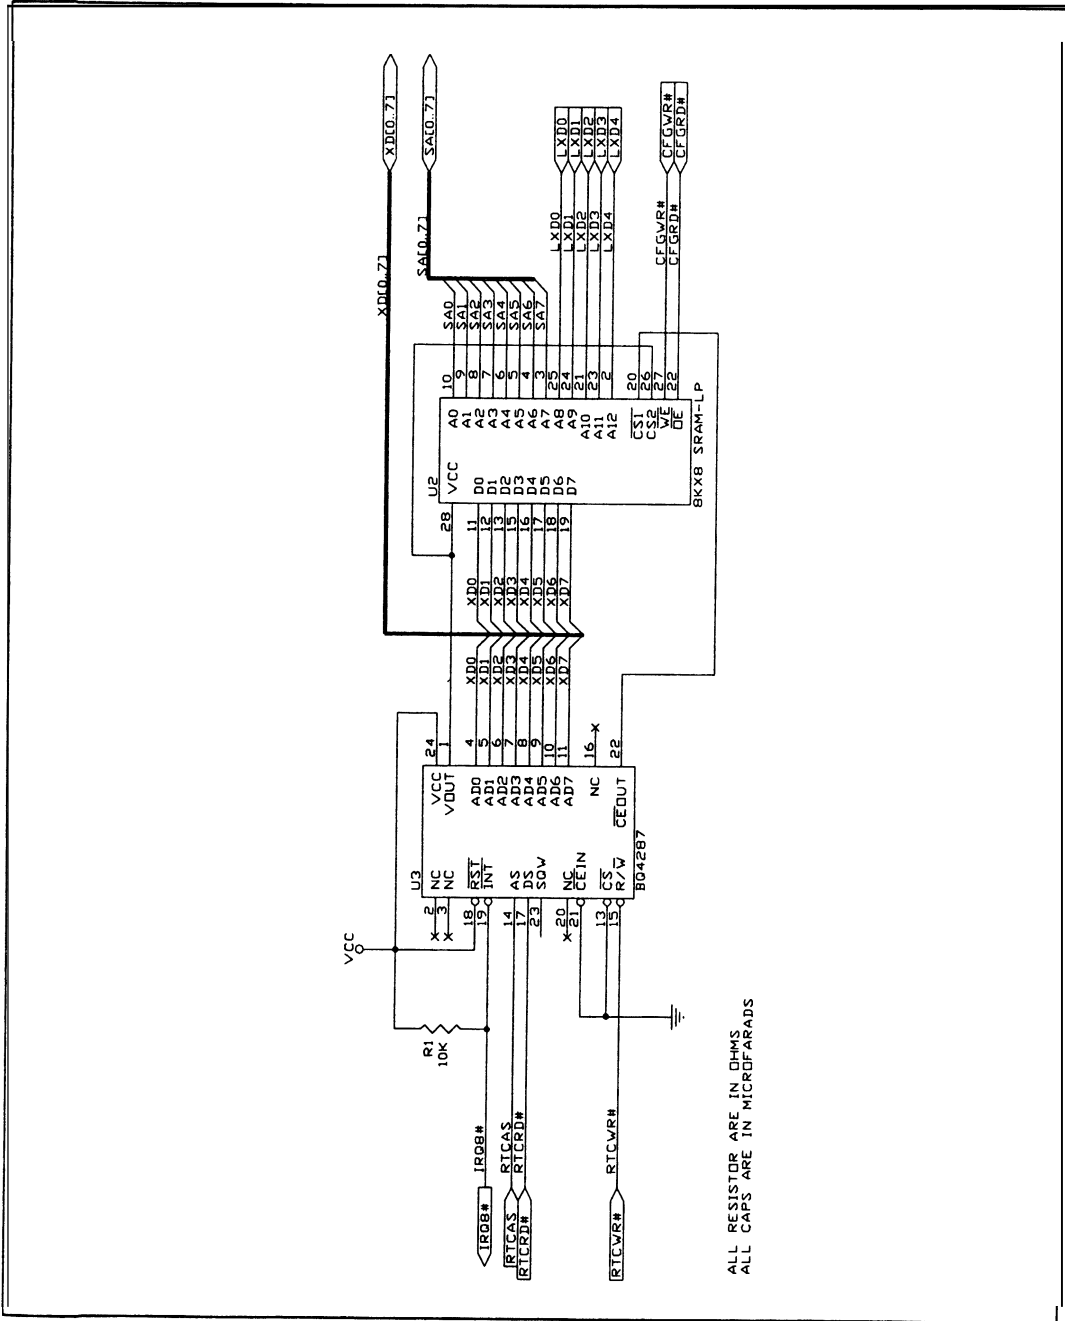 XD[0..7]
SA[0..7]
XD[0..7]
SA[0..7]
LXD0
LXD1
LXD2
LXD3
LXD4
CFGWR#
CFGRD#
LXD0
LXD1
LXD2
LXD3
LXD4
CFGWR#
CFGRD#
SA0
SA1
SA2
SA3
SA4
SA5
SA6
SA7
10
9
8
7
6
5
4
3
25
24
21
23
2
20
26
27
22
A0
A1
A2
A3
A4
A5
A6
A7
A8
A9
A10
A11
A12
CS1
CS2
WE
OE
U2
VCC
D0
D1
D2
D3
D4
D5
D6
D7
8KX8 SRAM-LP
28
11
12
13
15
16
17
18
19
XD0
XD1
XD2
XD3
XD4
XD5
XD6
XD7
XD0
XD1
XD2
XD3
XD4
XD5
XD6
XD7
24
1
4
5
6
7
8
9
10
11
16
22
VCC
VOUT
AD0
AD1
AD2
AD3
AD4
AD5
AD6
AD7
NC
CEOUT
U3
NC
NC
RST
INT
AS
DS
SQW
NC
CEIN
CS
R/W
BQ4287
2
3
18
19
14
17
23
20
21
13
15
VCC
R1
10K
IRQ8#
RTCAS
RTCRD#
RTCWR#
IRQ8#
RTCAS
RTCRD#
RTCWR#
ALL RESISTOR ARE IN OHMS
ALL CAPS ARE IN MICROFARADS